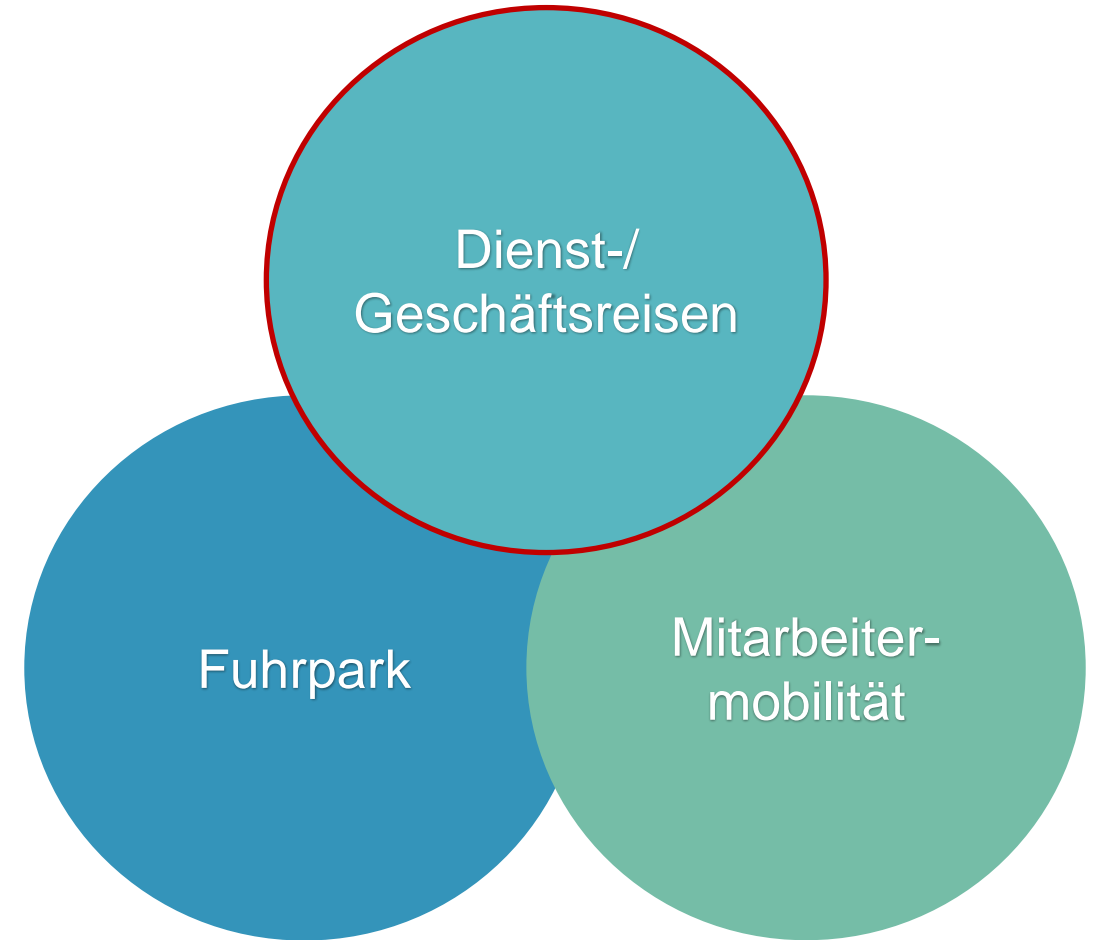 Dienst-/
Geschäftsreisen
Fuhrpark
Mitarbeiter-
mobilität